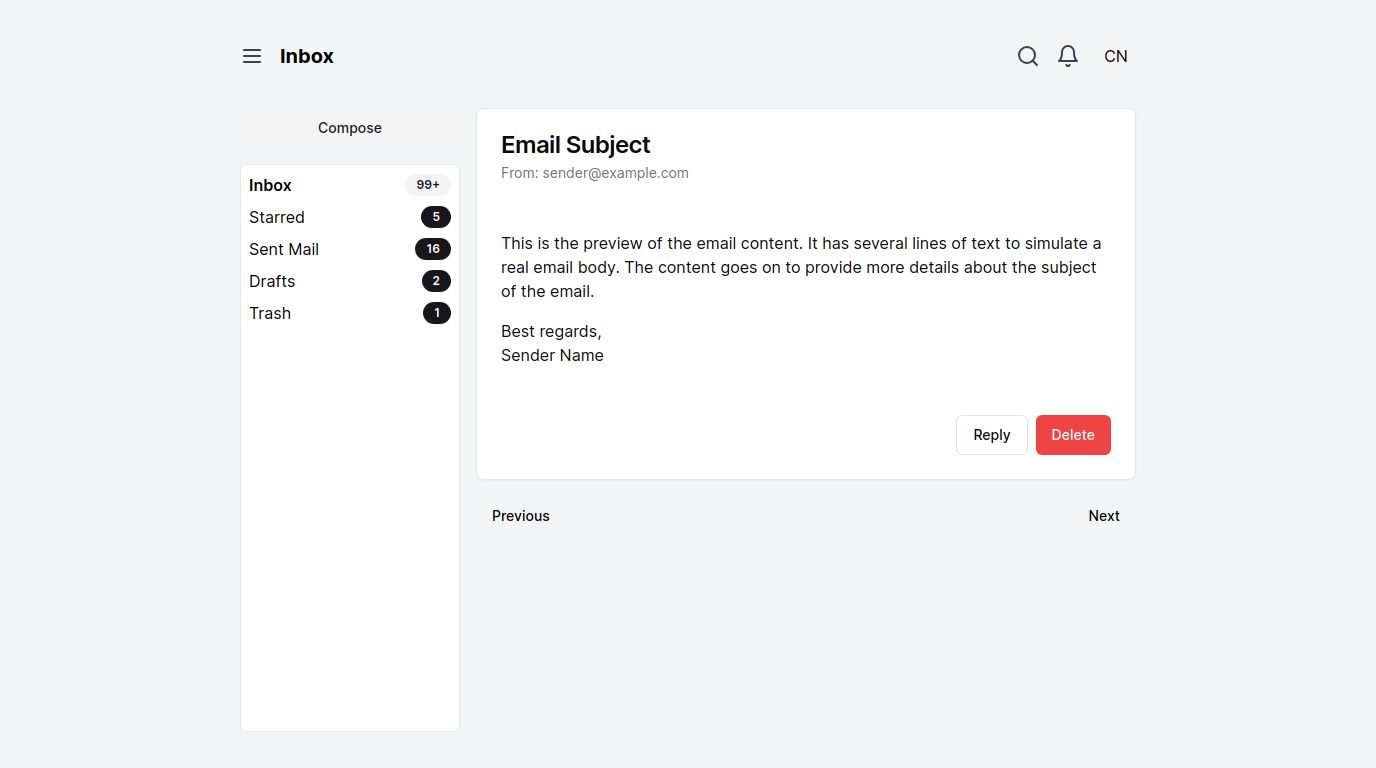 Inbox
CN
Compose
Inbox 99+
Starred 5
Sent Mail 16
Drafts 2
Trash 1
Email Subject
From: sender@example.com
This is the preview of the email content. It has several lines of text to simulate a
real email body. The content goes on to provide more details about the subject
of the email.
Best regards,
Sender Name
Reply Delete
Previous Next